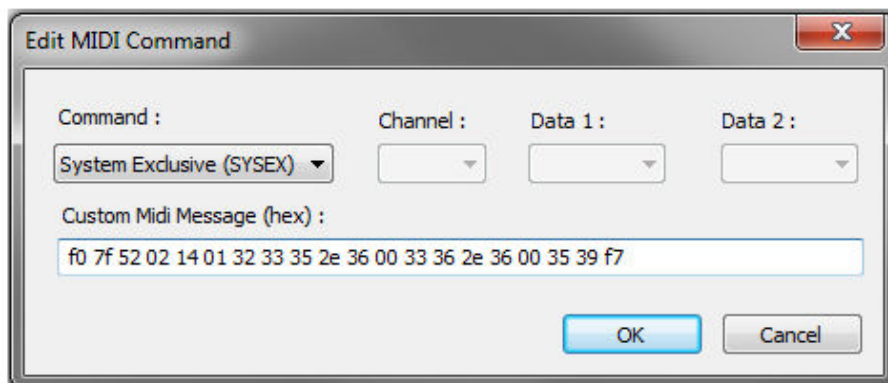 Edit MIDI Command
Command :
Channel :
Data 1 :
Data 2 :
System Exclusive (SYSEX)
Custom Midi Message (hex) :
f0 7f 52 02 14 01 32 33 35 2e 36 00 33 36 2e 36 00 35 39 f7
OK
Cancel